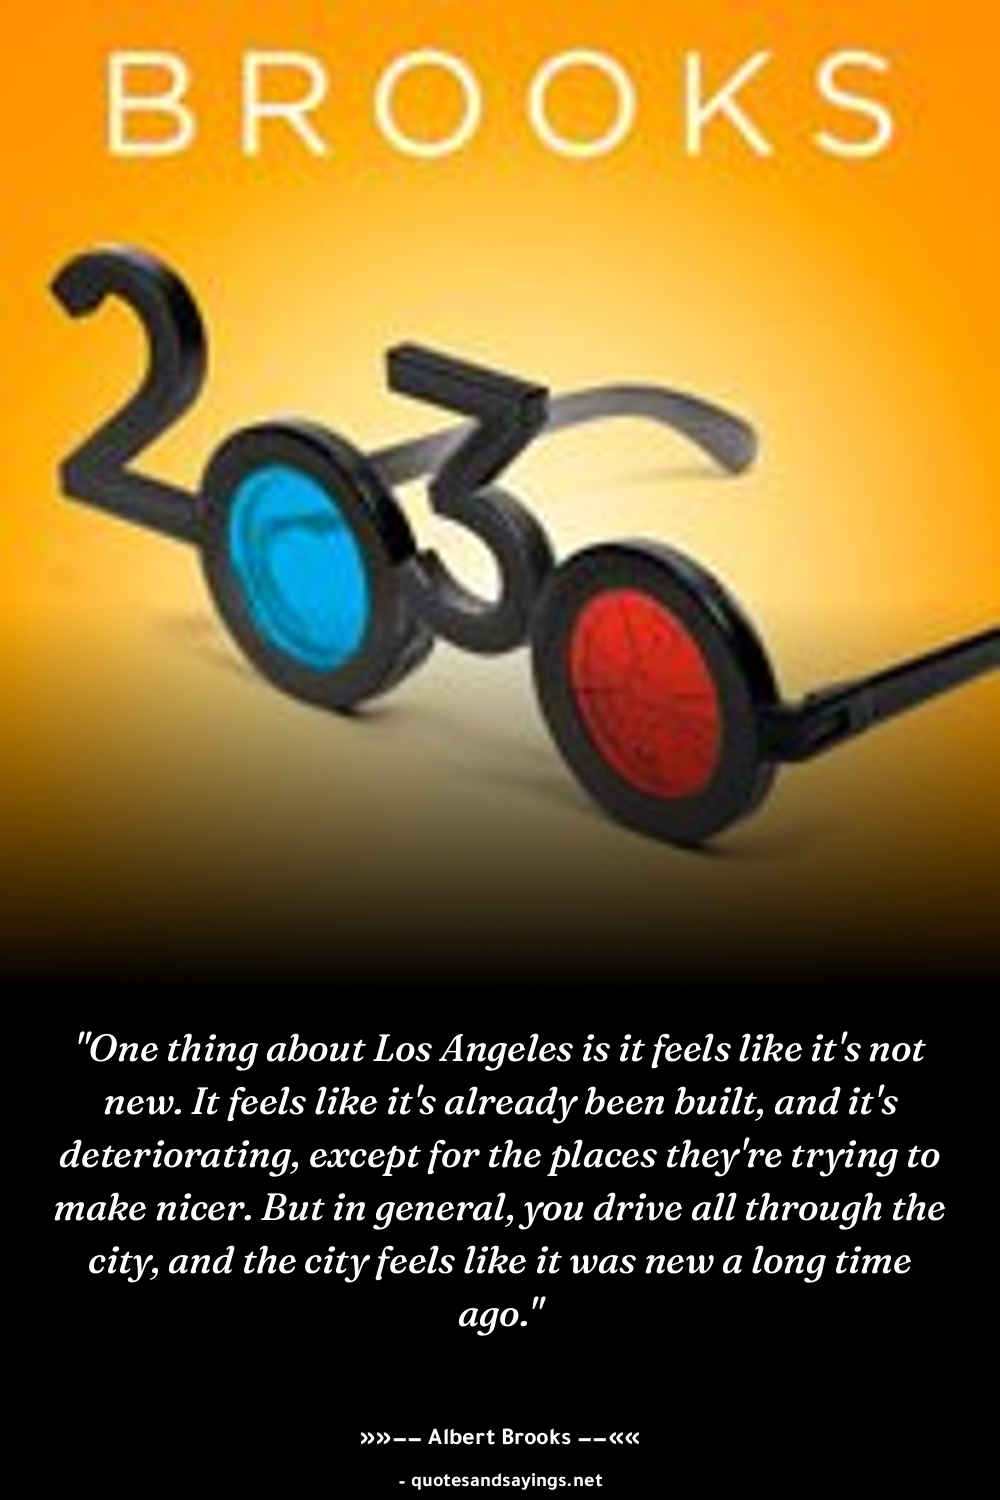 BROOKS
2030
"One thing about Los Angeles is it feels like it's not
new. It feels like it's already been built, and it's
deteriorating, except for the places they're trying to
make nicer. But in general, you drive all through the
city, and the city feels like it was new a long time
ago."
»»–– Albert Brooks ––««
- quotesandsayings.net